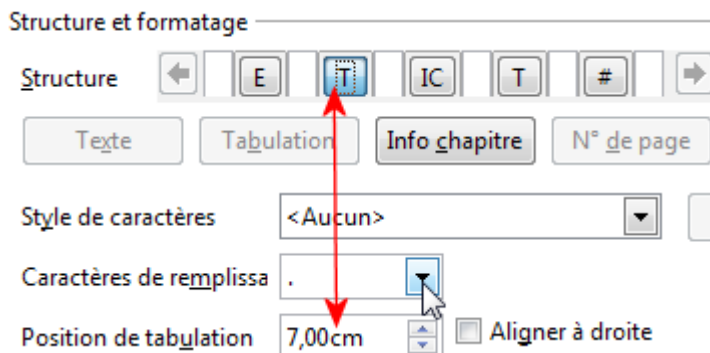 Structure et formatage
Structure E T IC T #
Texte Tabulation Info chapitre N° de page
Style de caractères <Aucun>
Caractères de remplissa .
Position de tabulation 7,00cm Aligner à droite